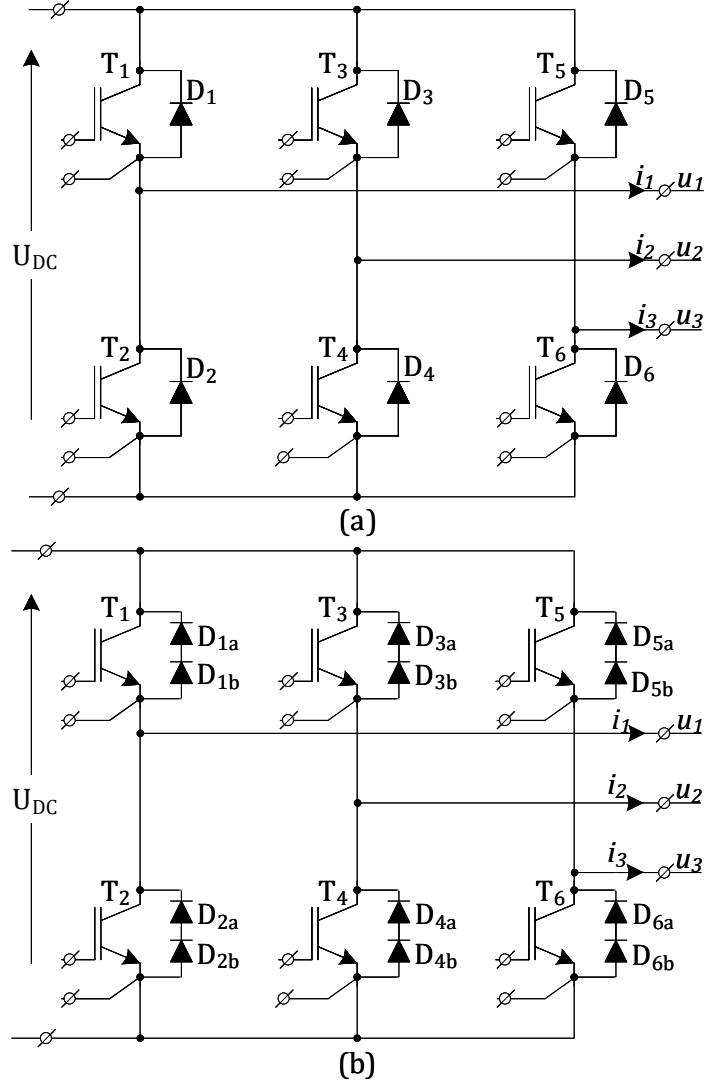 T1 D1 T3 D3 T5 D5
i1 u1
UDC i2 u2
i3 u3
T2 D2 T4 D4 T6 D6
(a)
T1 D1a T3 D3a T5 D5a
D1b D3b D5b
i1 u1
UDC i2 u2
i3 u3
T2 D2a T4 D4a T6 D6a
D2b D4b D6b
(b)